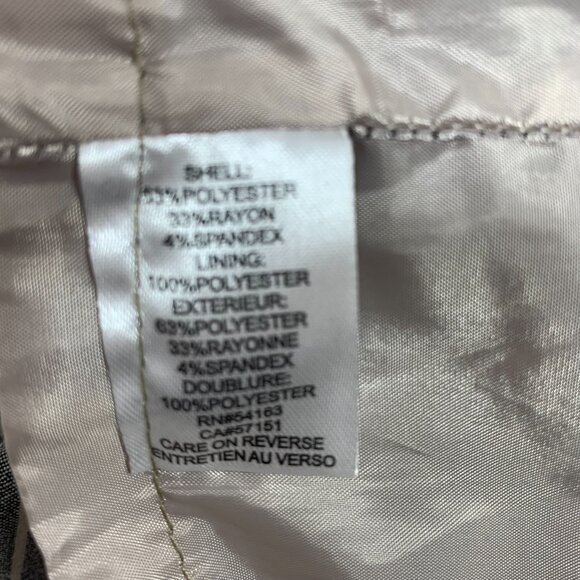 SHELL:
63%POLYESTER
33%RAYON
4%SPANDEX
LINING:
100%POLYESTER
EXTERIEUR:
63%POLYESTER
33%RAYONNE
4%SPANDEX
DOUBLURE:
100%POLYESTER
RN#54163
CA#57151
CARE ON REVERSE
ENTRETIEN AU VERSO